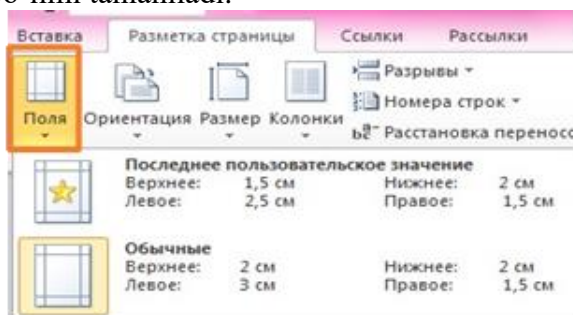 tamamladı.
Вставка Разметка страницы Ссылки Рассылки
Поля Ориентация Размер Колонки
Разрывы
Номера строк
Расстановка перенос
Последнее пользовательское значение
Верхнее: 1,5 см Нижнее: 2 см
Левое: 2,5 см Правое: 1,5 см
Обычные
Верхнее: 2 см Нижнее: 2 см
Левое: 3 см Правое: 1,5 см